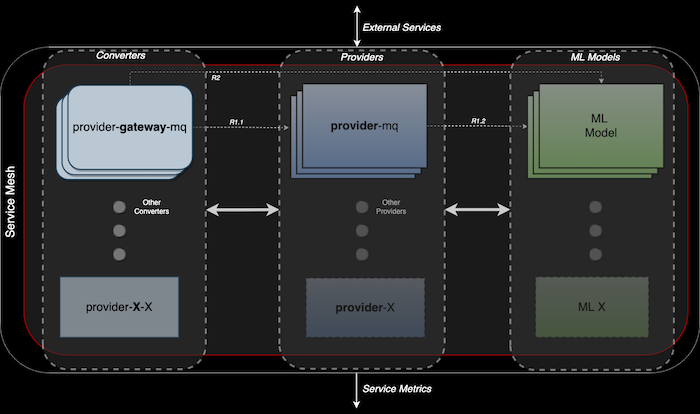 External Services
Converters
Providers
ML Models
R2
provider-gateway-mq
R1.1
provider-mq
R1.2
ML
Model
Service Mesh
Other
Converters
Other
Providers
provider-X-X
provider-X
ML X
Service Metrics